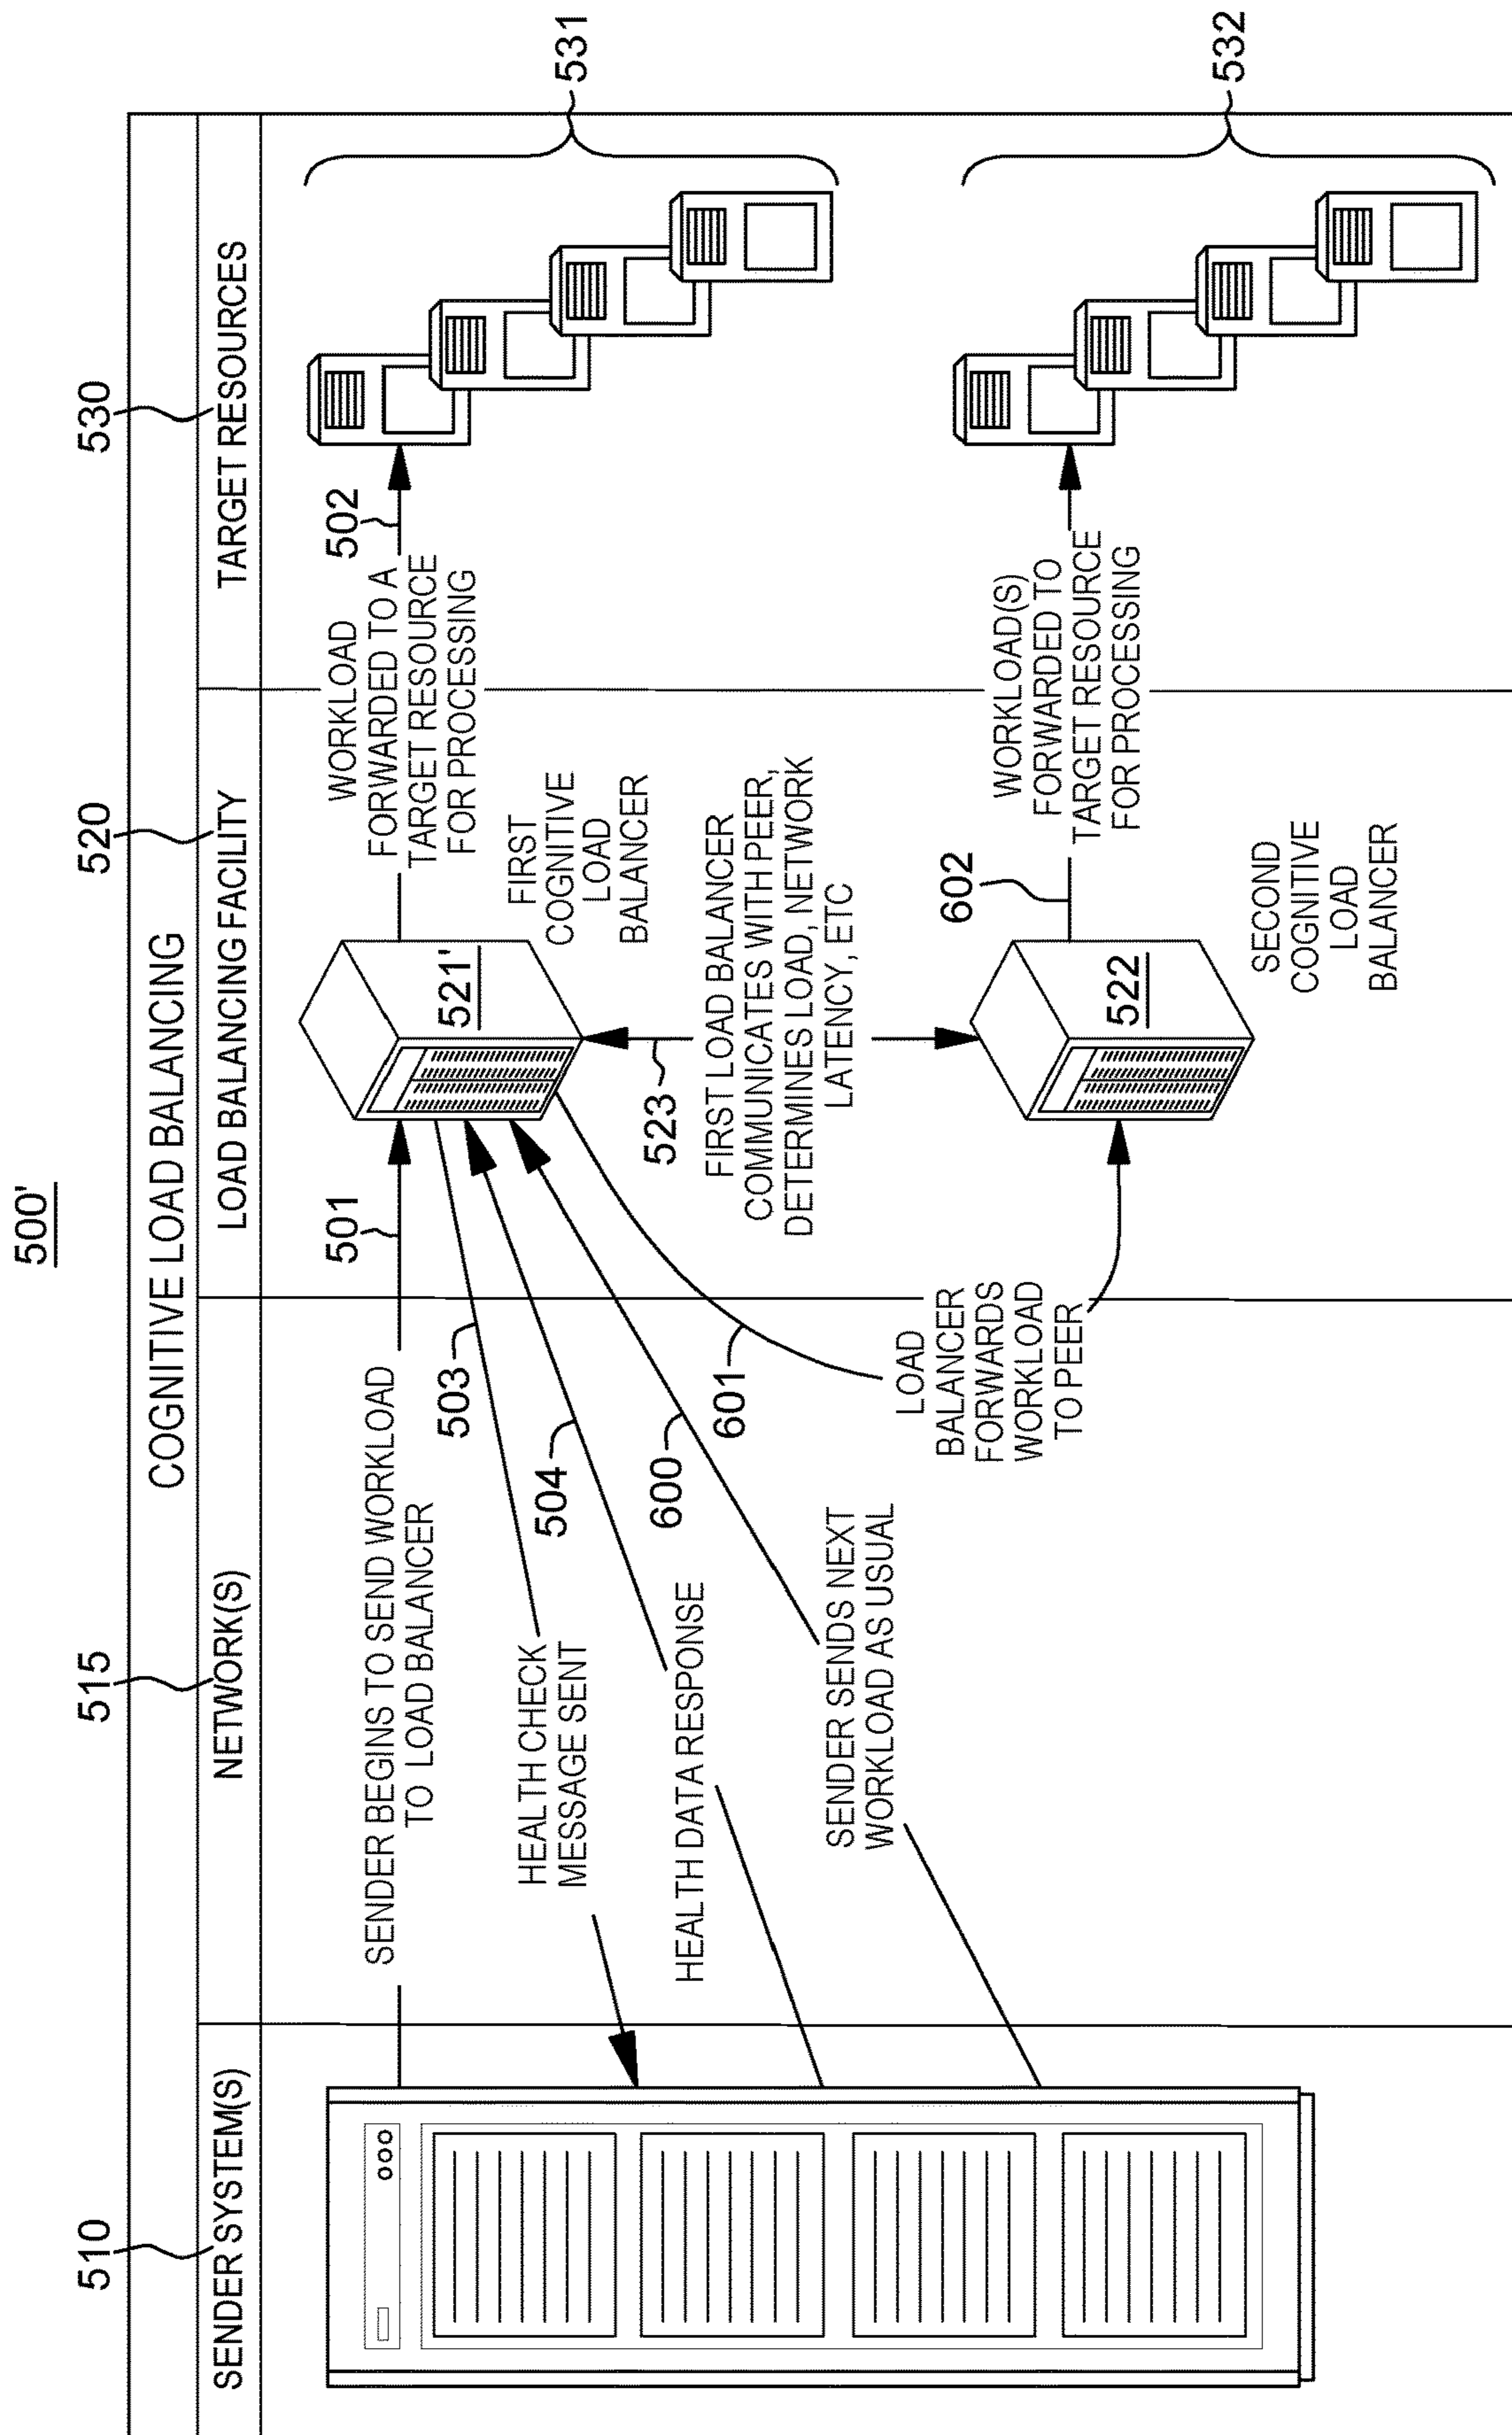 500'
COGNITIVE LOAD BALANCING
510
515
520
530
SENDER SYSTEM(S)
NETWORK(S)
LOAD BALANCING FACILITY
TARGET RESOURCES
SENDER BEGINS TO SEND WORKLOAD
TO LOAD BALANCER
501
521'
WORKLOAD
FORWARDED TO A
TARGET RESOURCE
FOR PROCESSING
502
531
503
HEALTH CHECK
MESSAGE SENT
504
HEALTH DATA RESPONSE
600
SENDER SENDS NEXT
WORKLOAD AS USUAL
FIRST
COGNITIVE
LOAD
BALANCER
523
FIRST LOAD BALANCER
COMMUNICATES WITH PEER,
DETERMINES LOAD, NETWORK
LATENCY, ETC
601
LOAD
BALANCER
FORWARDS
WORKLOAD
TO PEER
522
602
WORKLOAD(S)
FORWARDED TO
TARGET RESOURCE
FOR PROCESSING
532
SECOND
COGNITIVE
LOAD
BALANCER